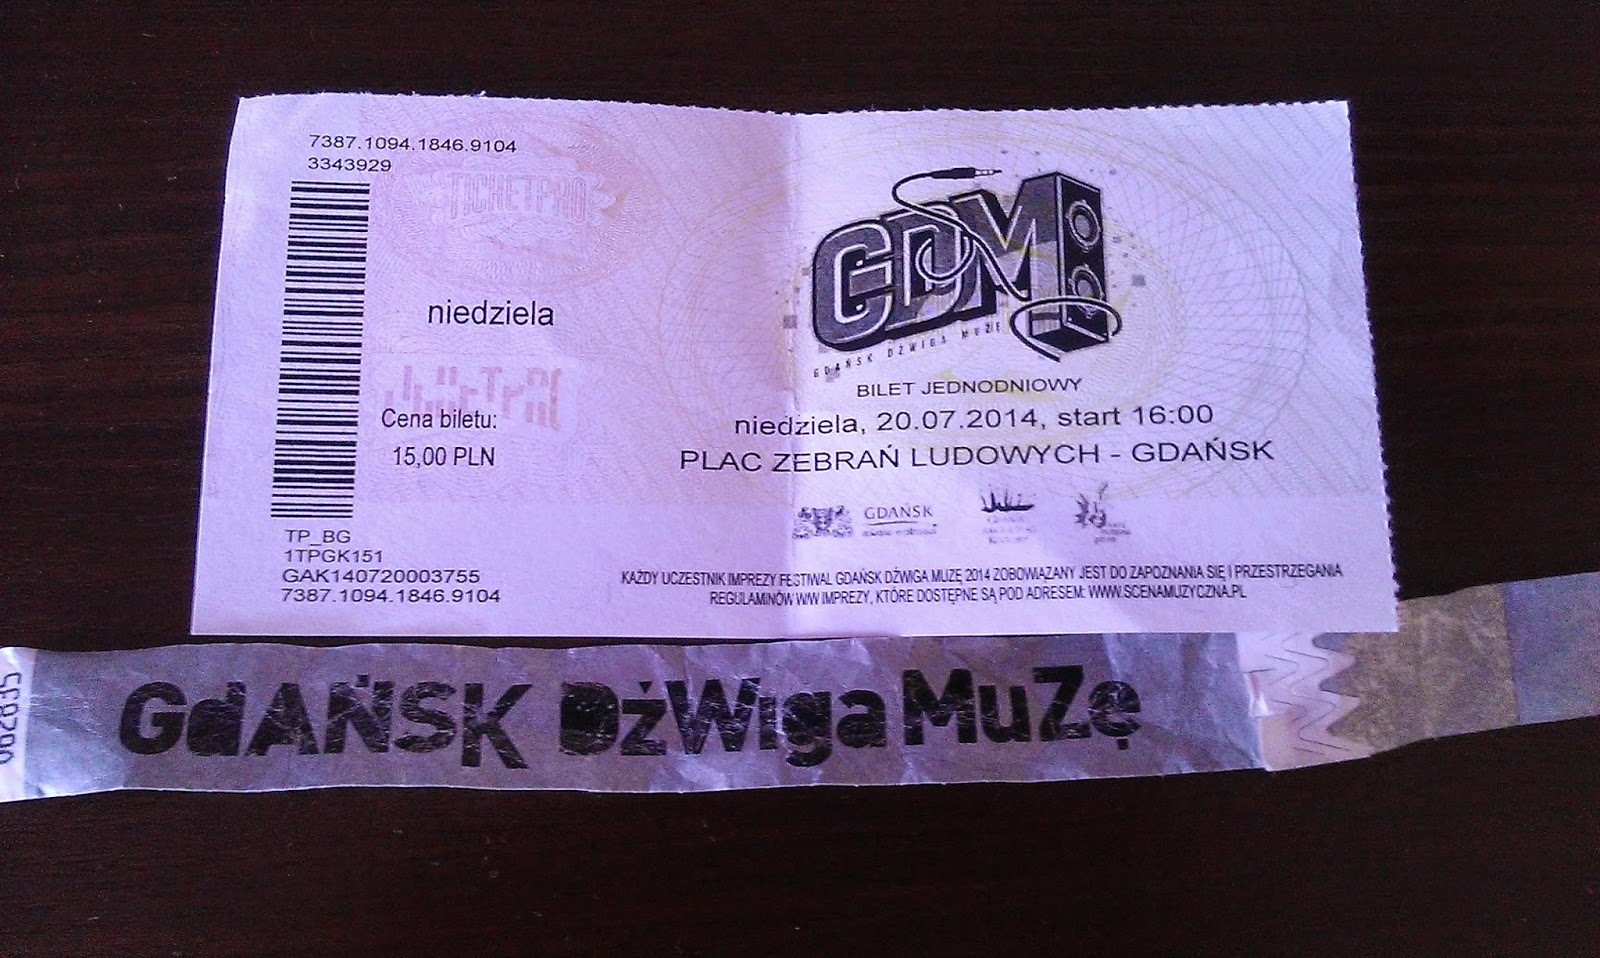 7387.1094.1846.9104
3343929
TICKETPRO
niedziela
Cena biletu:
15,00 PLN
TP_BG
1TPGK151
GAK140720003755
7387.1094.1846.9104
GDM
GDAŃSK DŹWIGA MUZĘ
BILET JEDNODNIOWY
niedziela, 20.07.2014, start 16:00
PLAC ZEBRAŃ LUDOWYCH - GDAŃSK
GDAŃSK
KAŻDY UCZESTNIK IMPREZY FESTIWAL GDAŃSK DŹWIGA MUZĘ 2014 ZOBOWIĄZANY JEST DO ZAPOZNANIA SIĘ I PRZESTRZEGANIA
REGULAMINÓW W/W IMPREZY, KTÓRE DOSTĘPNE SĄ POD ADRESEM: WWW.SCENAMUZYCZNA.PL
GdAŃSK DźWiga MuZę